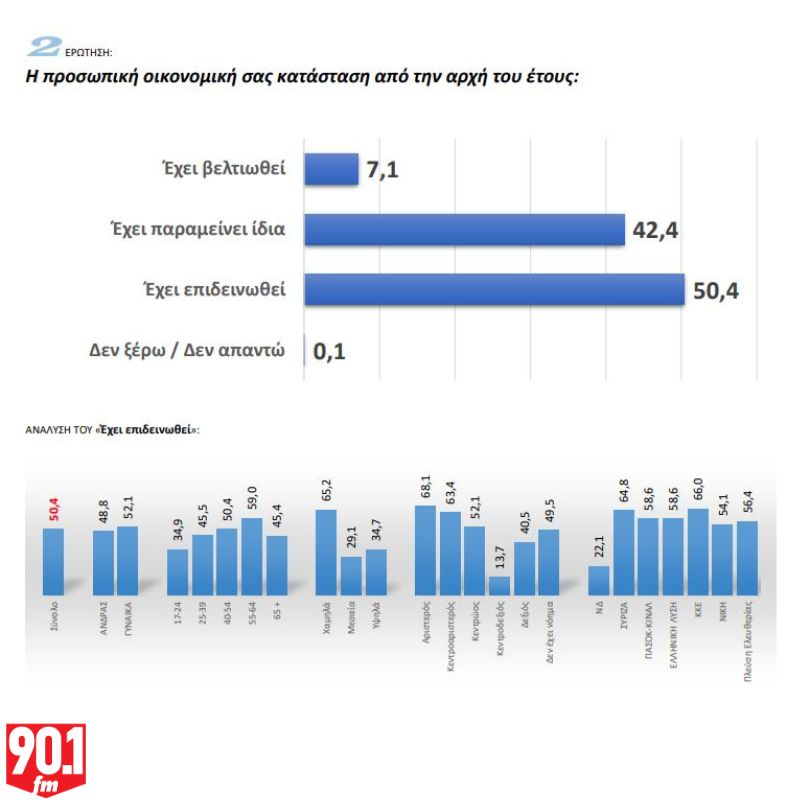 2 ΕΡΩΤΗΣΗ:
Η προσωπική οικονομική σας κατάσταση από την αρχή του έτους:
Έχει βελτιωθεί 7,1
Έχει παραμείνει ίδια 42,4
Έχει επιδεινωθεί 50,4
Δεν ξέρω / Δεν απαντώ 0,1
ΑΝΑΛΥΣΗ ΤΟΥ «Έχει επιδεινωθεί»:
50,4 48,8 52,1 34,9 45,5 50,4 59,0 45,4 65,2 29,1 34,7 68,1 63,4 52,1 13,7 40,5 49,5 22,1 64,8 58,6 58,6 66,0 54,1 56,4
Σύνολο ΑΝΔΡΑΣ ΓΥΝΑΙΚΑ 17-24 25-39 40-54 55-64 65 + Χαμηλά Μεσαία Υψηλά Αριστερός Κεντροαριστερός Κεντρώος Κεντροδεξιός Δεξιός Δεν έχει νόημα ΝΔ ΣΥΡΙΖΑ ΠΑΣΟΚ-ΚΙΝΑΛ ΕΛΛΗΝΙΚΗ ΛΥΣΗ ΚΚΕ ΝΙΚΗ Πλεύση Ελευθερίας
90.1
fm